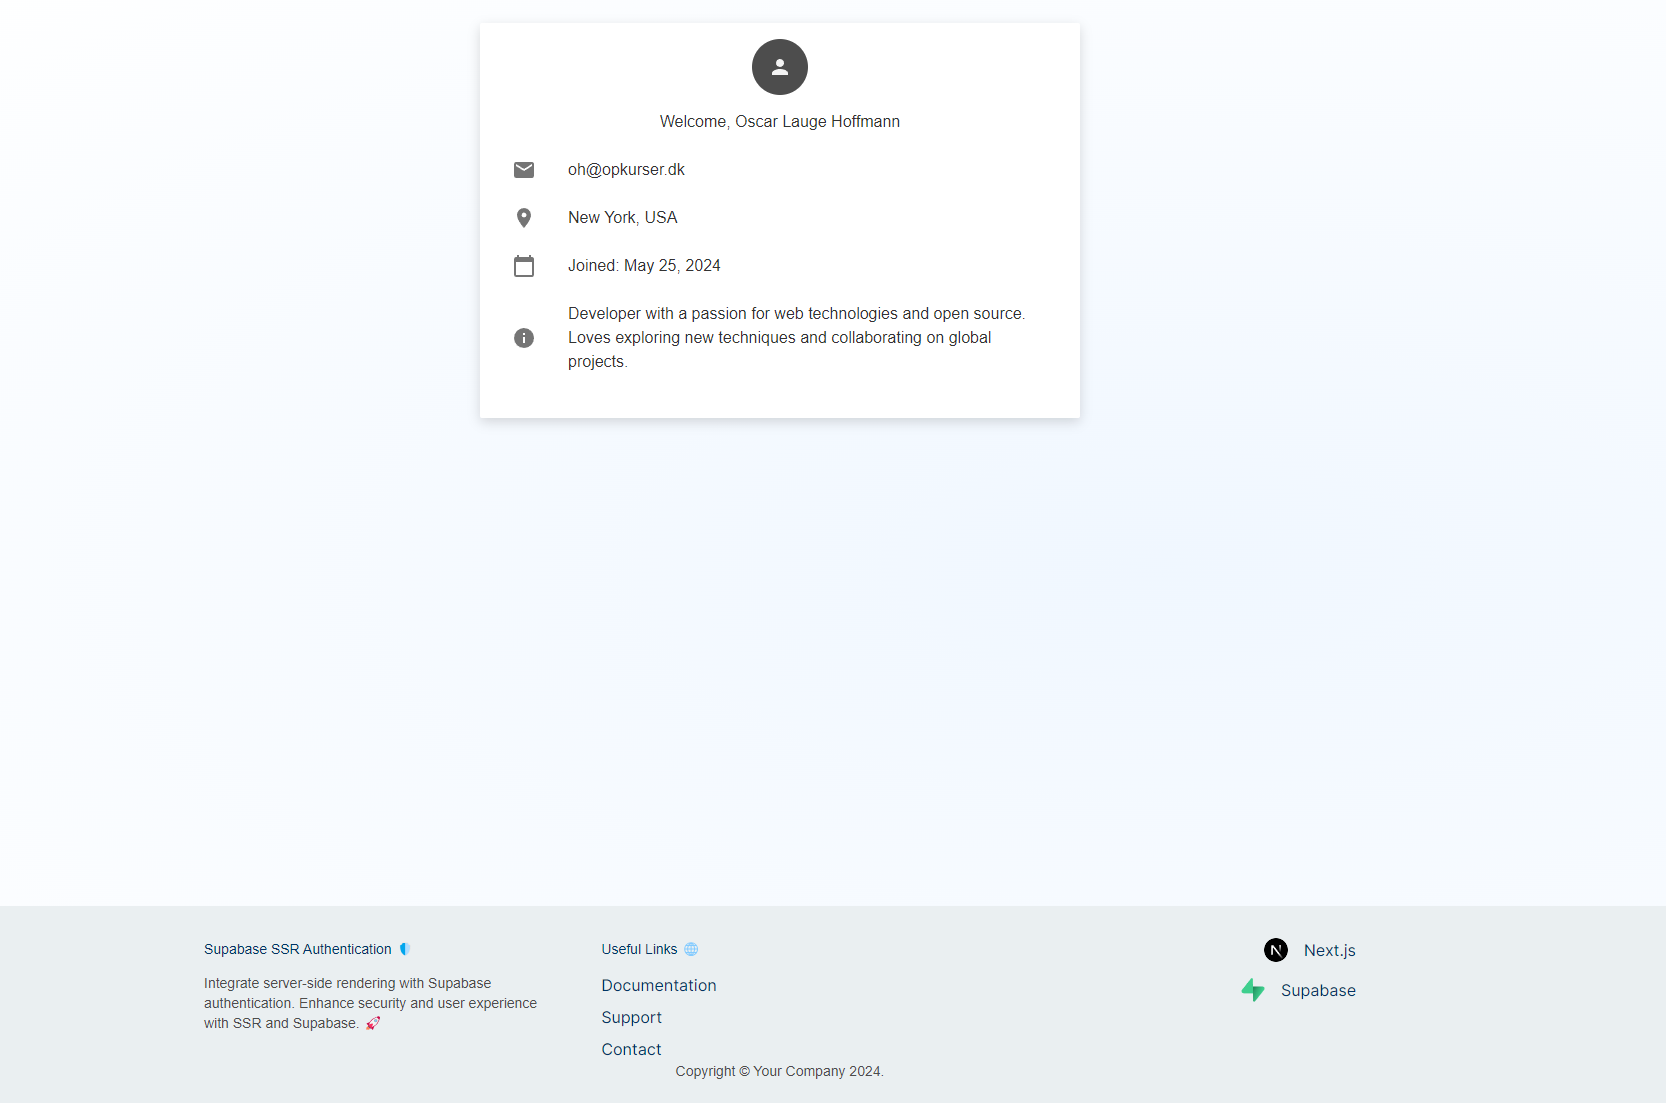 Welcome, Oscar Lauge Hoffmann
oh@opkurser.dk
New York, USA
Joined: May 25, 2024
Developer with a passion for web technologies and open source.
Loves exploring new techniques and collaborating on global
projects.
Supabase SSR Authentication
Integrate server-side rendering with Supabase
authentication. Enhance security and user experience
with SSR and Supabase. 🚀
Useful Links 🌐
Documentation
Support
Contact
N Next.js
Supabase
Copyright © Your Company 2024.